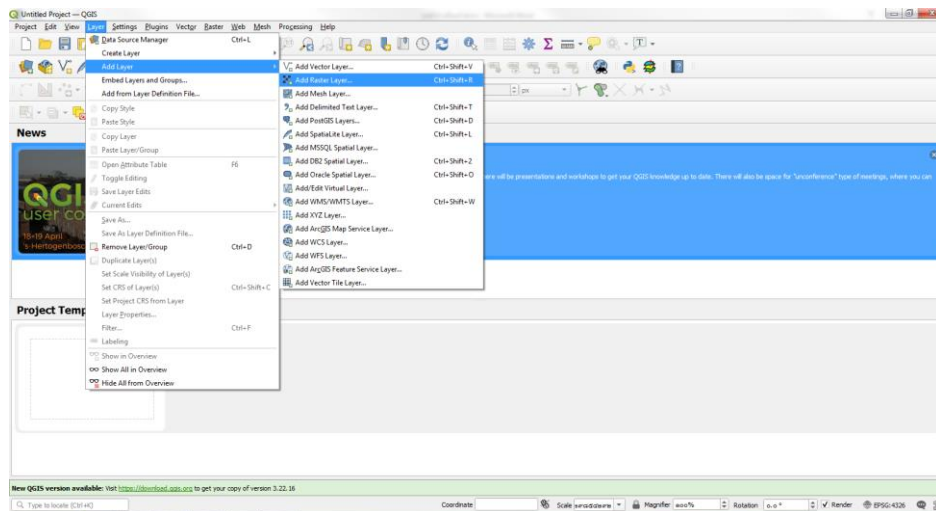 Untitled Project — QGIS
Project Edit View Layer Settings Plugins Vector Raster Web Mesh Processing Help
Data Source Manager Ctrl+L
Create Layer
Add Layer
Embed Layers and Groups...
Add from Layer Definition File...
Copy Style
Paste Style
Copy Layer
Paste Layer/Group
Open Attribute Table F6
Toggle Editing
Save Layer Edits
Current Edits
Save As...
Save As Layer Definition File...
Remove Layer/Group Ctrl+D
Duplicate Layer(s)
Set Scale Visibility of Layer(s)
Set CRS of Layer(s) Ctrl+Shift+C
Set Project CRS from Layer
Layer Properties...
Filter... Ctrl+F
Labeling
Show in Overview
Show All in Overview
Hide All from Overview
Add Vector Layer... Ctrl+Shift+V
Add Raster Layer... Ctrl+Shift+R
Add Mesh Layer...
Add Delimited Text Layer... Ctrl+Shift+T
Add PostGIS Layers... Ctrl+Shift+D
Add SpatiaLite Layer... Ctrl+Shift+L
Add MSSQL Spatial Layer...
Add DB2 Spatial Layer... Ctrl+Shift+2
Add Oracle Spatial Layer... Ctrl+Shift+O
Add/Edit Virtual Layer...
Add WMS/WMTS Layer... Ctrl+Shift+W
Add XYZ Layer...
Add ArcGIS Map Service Layer...
Add WCS Layer...
Add WFS Layer...
Add ArcGIS Feature Service Layer...
Add Vector Tile Layer...
px
News
QGI
user co
18-19 April
's-Hertogenbosc
ere will be presentations and workshops to get your QGIS knowledge up to date. There will also be space for "unconference" type of meetings, where you can
Project Temp
New QGIS version available: Visit https://download.qgis.org to get your copy of version 3.22.16
Type to locate (Ctrl+K) Coordinate Scale Magnifier 100% Rotation 0.0 ° Render EPSG:4326